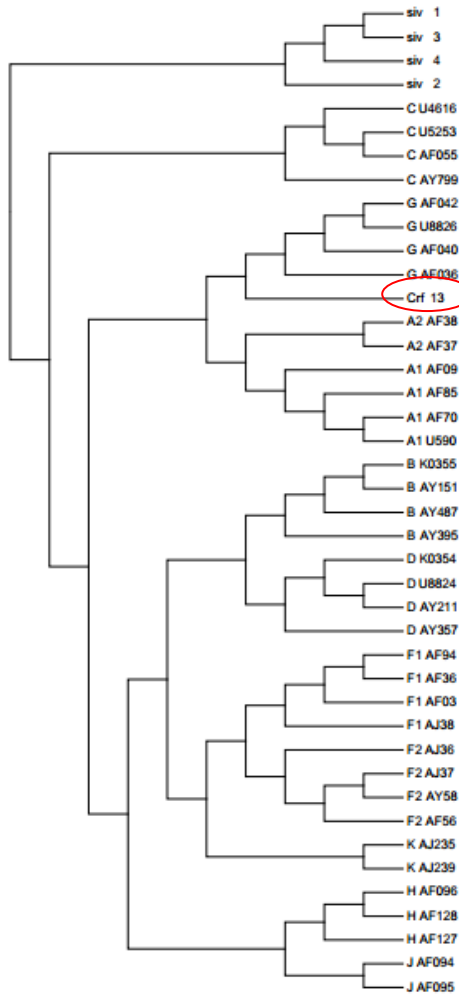 siv 1
siv 3
siv 4
siv 2
C U4616
C U5253
C AF055
C AY799
G AF042
G U8826
G AF040
G AF036
Crf 13
A2 AF38
A2 AF37
A1 AF09
A1 AF85
A1 AF70
A1 U590
B K0355
B AY151
B AY487
B AY395
D K0354
D U8824
D AY211
D AY357
F1 AF94
F1 AF36
F1 AF03
F1 AJ38
F2 AJ36
F2 AJ37
F2 AY58
F2 AF56
K AJ235
K AJ239
H AF096
H AF128
H AF127
J AF094
J AF095